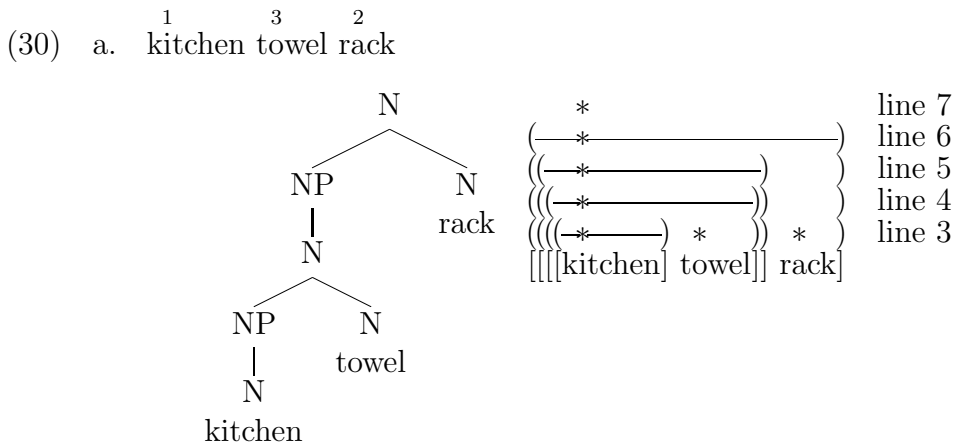 1 3 2
(30) a. kitchen towel rack
N * line 7
(* ) line 6
NP N ((* ) ) line 5
rack (((* )) ) line 4
N ((((* ) * )) * ) line 3
[[[[kitchen] towel]] rack]
NP N
towel
N
kitchen